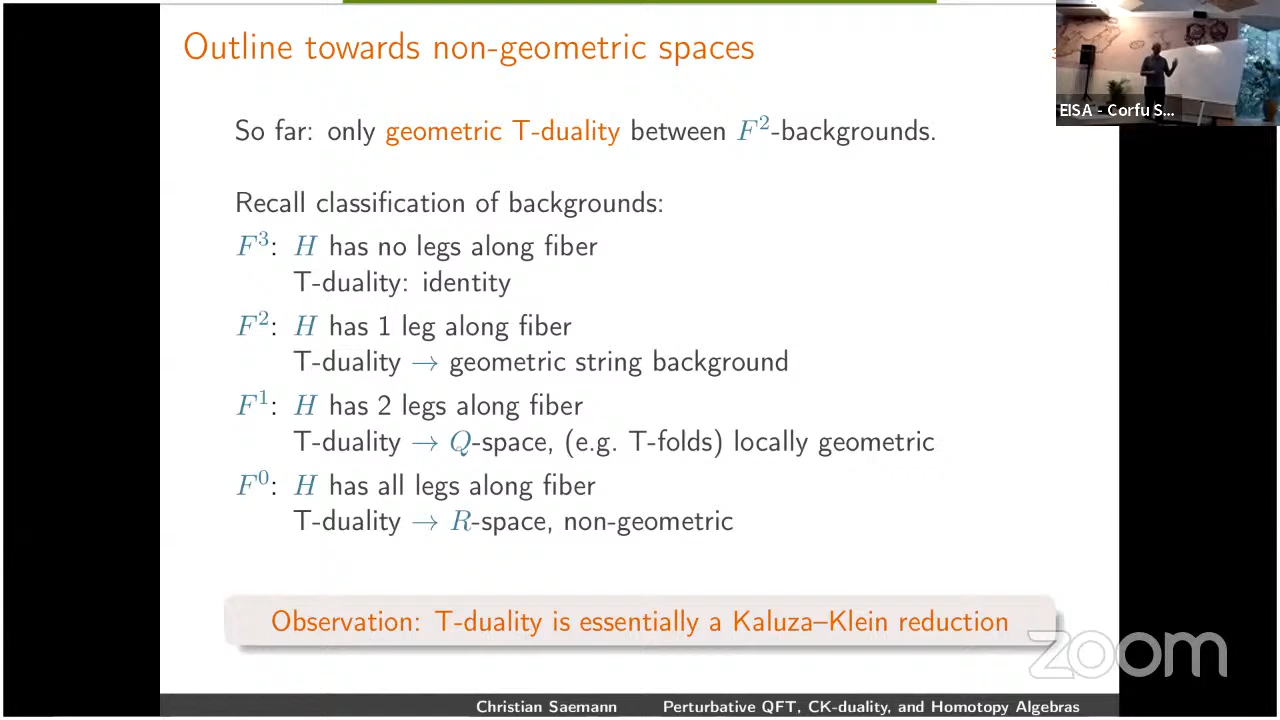 Outline towards non-geometric spaces
So far: only geometric T-duality between F²-backgrounds.
Recall classification of backgrounds:
F³: H has no legs along fiber
T-duality: identity
F²: H has 1 leg along fiber
T-duality → geometric string background
F¹: H has 2 legs along fiber
T-duality → Q-space, (e.g. T-folds) locally geometric
F⁰: H has all legs along fiber
T-duality → R-space, non-geometric
Observation: T-duality is essentially a Kaluza–Klein reduction
Christian Saemann Perturbative QFT, CK-duality, and Homotopy Algebras
EISA - Corfu S...
zoom